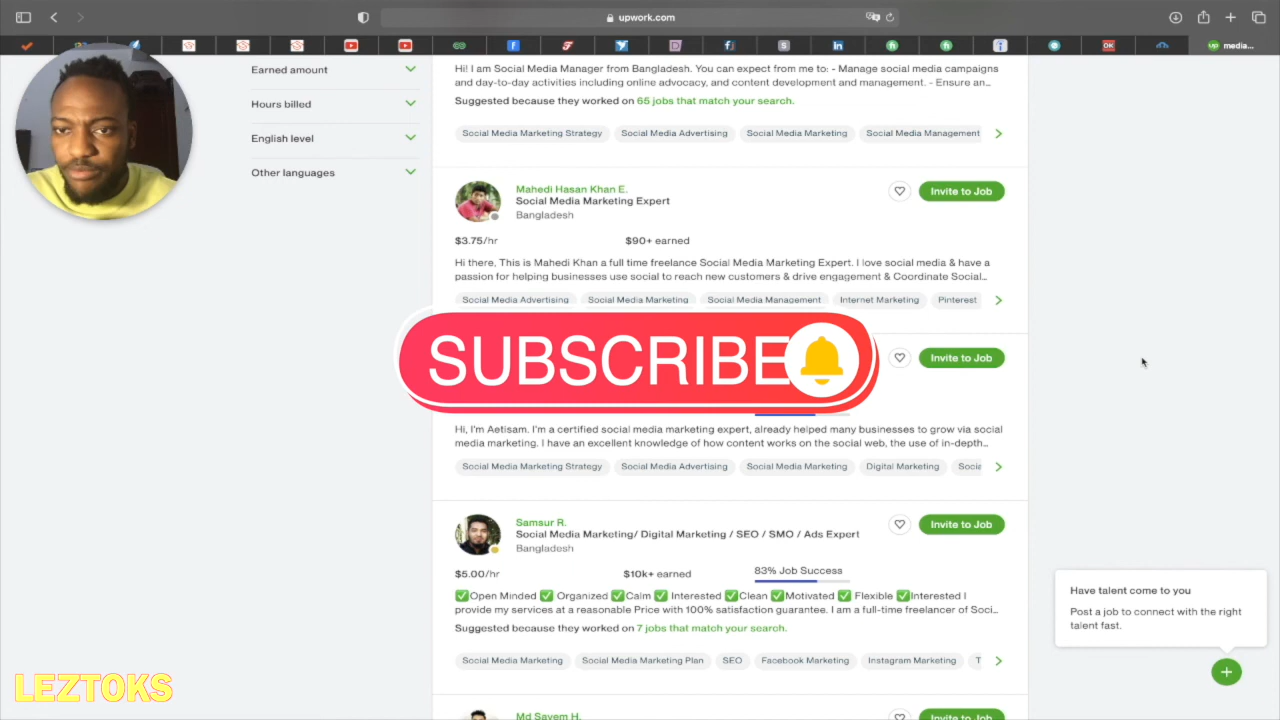 upwork.com
media...
Earned amount
Hours billed
English level
Other languages
Hi! I am Social Media Manager from Bangladesh. You can expect from me to: - Manage social media campaigns
and day-to-day activities including online advocacy, and content development and management. - Ensure an...
Suggested because they worked on 65 jobs that match your search.
Social Media Marketing Strategy Social Media Advertising Social Media Marketing Social Media Management
Mahedi Hasan Khan E.
Social Media Marketing Expert
Bangladesh
Invite to Job
$3.75/hr $90+ earned
Hi there, This is Mahedi Khan a full time freelance Social Media Marketing Expert. I love social media & have a
passion for helping businesses use social to reach new customers & drive engagement & Coordinate Social...
Social Media Advertising Social Media Marketing Social Media Management Internet Marketing Pinterest
SUBSCRIBE
Invite to Job
Hi, I'm Aetisam. I'm a certified social media marketing expert, already helped many businesses to grow via social
media marketing. I have an excellent knowledge of how content works on the social web, the use of in-depth...
Social Media Marketing Strategy Social Media Advertising Social Media Marketing Digital Marketing Socia
Samsur R.
Social Media Marketing/ Digital Marketing / SEO / SMO / Ads Expert
Bangladesh
Invite to Job
$5.00/hr $10k+ earned 83% Job Success
✅Open Minded ✅ Organized ✅Calm ✅ Interested ✅Clean ✅Motivated ✅ Flexible ✅Interested I
provide my services at a reasonable Price with 100% satisfaction guarantee. I am a full-time freelancer of Soci...
Suggested because they worked on 7 jobs that match your search.
Social Media Marketing Social Media Marketing Plan SEO Facebook Marketing Instagram Marketing T
Md Sayem H.
Invite to Job
Have talent come to you
Post a job to connect with the right
talent fast.
LEZTOKS